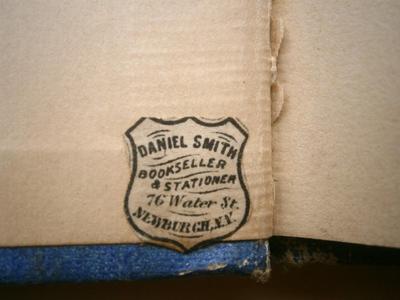 DANIEL SMITH
BOOKSELLER
& STATIONER
76 Water St.
NEWBURGH, N.Y.